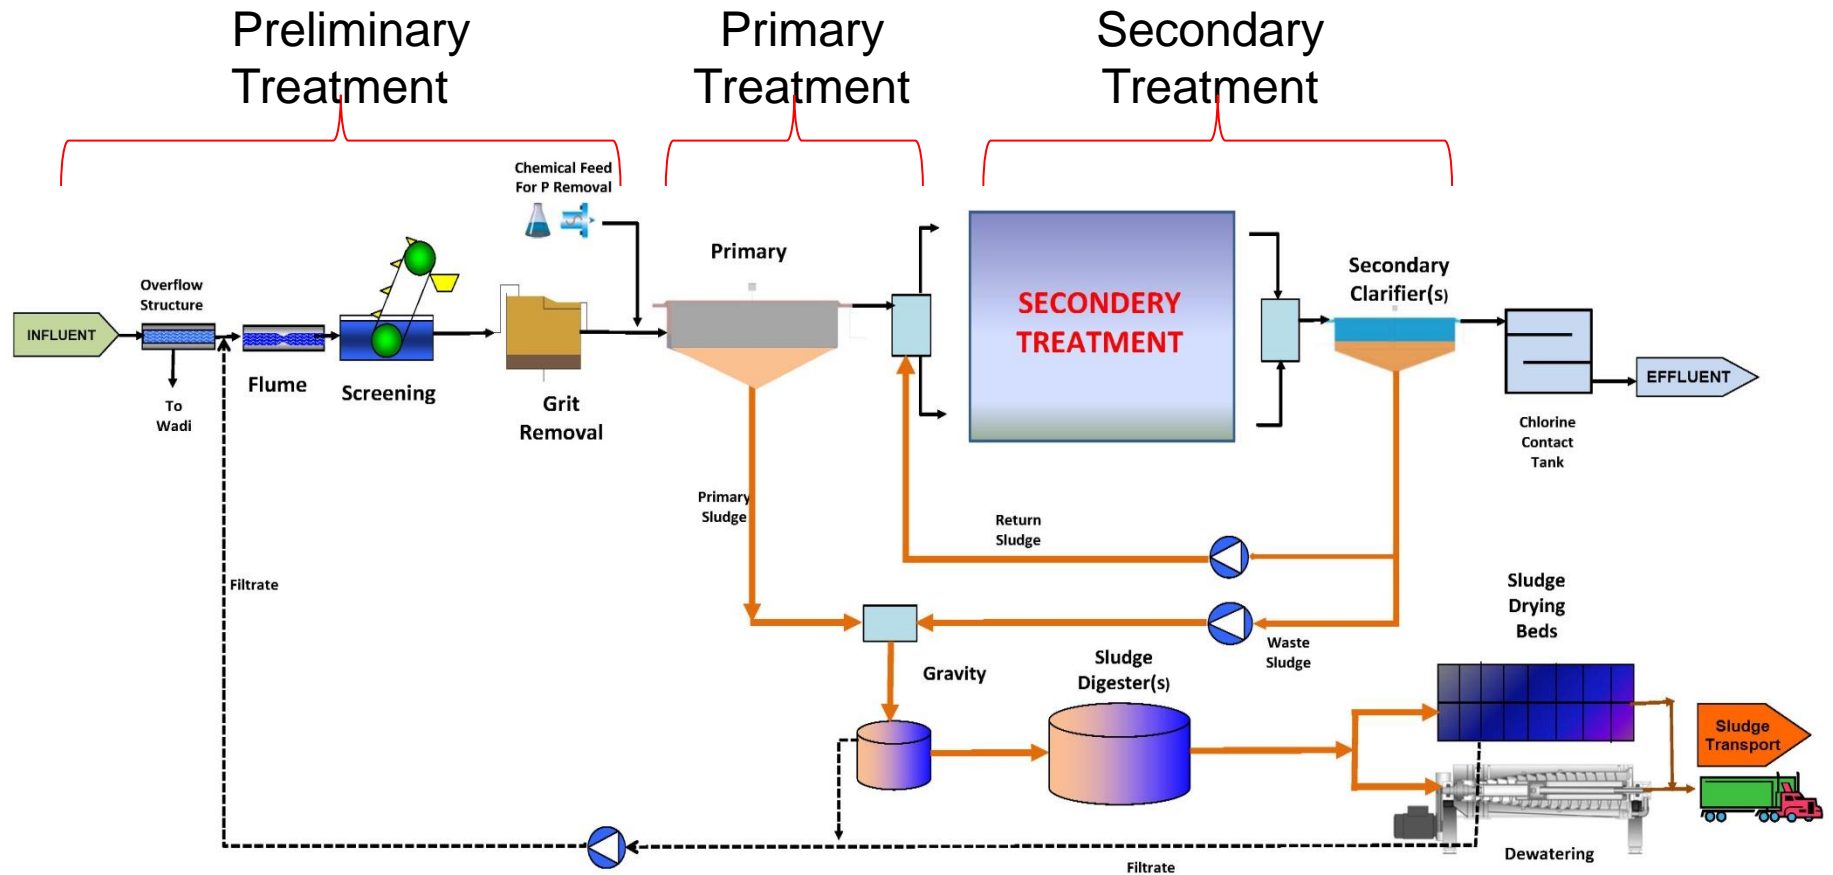 Preliminary
Treatment
Primary
Treatment
Secondary
Treatment
Chemical Feed
For P Removal
Primary
Overflow
Structure
INFLUENT
To
Wadi
Flume
Screening
Grit
Removal
SECONDERY
TREATMENT
Secondary
Clarifier(s)
Chlorine
Contact
Tank
EFFLUENT
Primary
Sludge
Return
Sludge
Filtrate
Waste
Sludge
Gravity
Sludge
Digester(s)
Sludge
Drying
Beds
Sludge
Transport
Dewatering
Filtrate